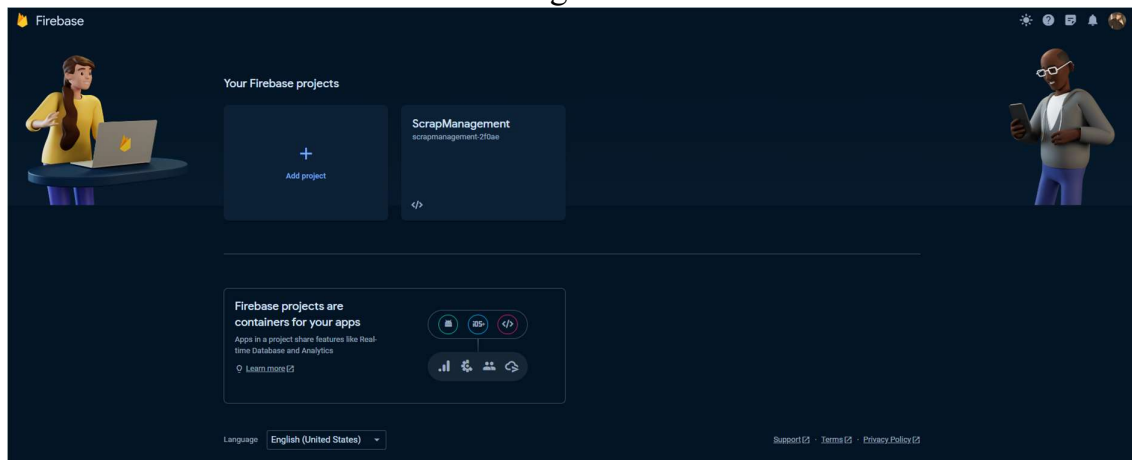 Firebase
Your Firebase projects
Add project
ScrapManagement
scrapmanagement-2f0ae
Firebase projects are
containers for your apps
Apps in a project share features like Real-
time Database and Analytics
Learn more
iOS+
Language English (United States)
Support · Terms · Privacy Policy